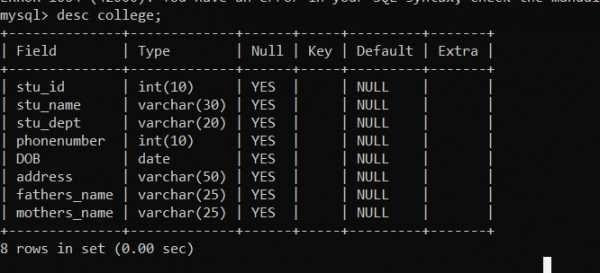 ERROR 1064 (42000): You have an error in your SQL syntax; check the manual
mysql> desc college;
+--------------+-------------+------+-----+---------+-------+
| Field        | Type        | Null | Key | Default | Extra |
+--------------+-------------+------+-----+---------+-------+
| stu_id       | int(10)     | YES  |     | NULL    |       |
| stu_name     | varchar(30) | YES  |     | NULL    |       |
| stu_dept     | varchar(20) | YES  |     | NULL    |       |
| phonenumber  | int(10)     | YES  |     | NULL    |       |
| DOB          | date        | YES  |     | NULL    |       |
| address      | varchar(50) | YES  |     | NULL    |       |
| fathers_name | varchar(25) | YES  |     | NULL    |       |
| mothers_name | varchar(25) | YES  |     | NULL    |       |
+--------------+-------------+------+-----+---------+-------+
8 rows in set (0.00 sec)